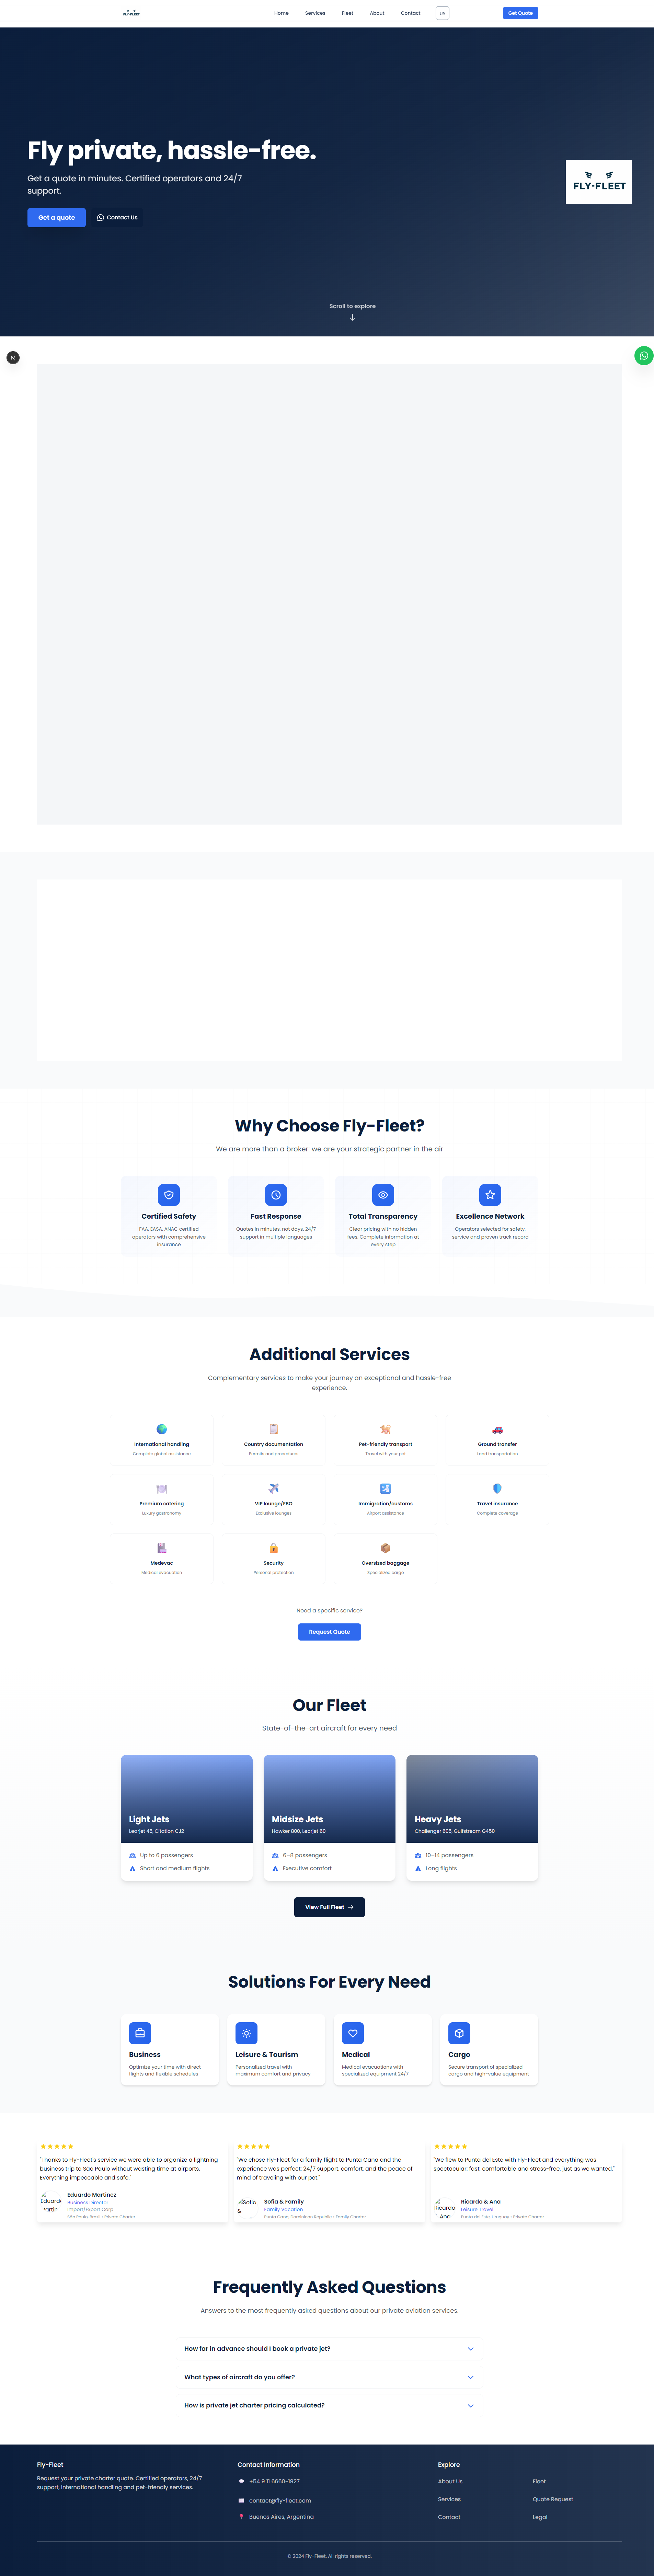 FLY-FLEET
Home Services Fleet About Contact US Get Quote
Fly private, hassle-free.
Get a quote in minutes. Certified operators and 24/7
support.
Get a quote Contact Us
FLY-FLEET
Scroll to explore
N
Why Choose Fly-Fleet?
We are more than a broker: we are your strategic partner in the air
Certified Safety
FAA, EASA, ANAC certified
operators with comprehensive
insurance
Fast Response
Quotes in minutes, not days. 24/7
support in multiple languages
Total Transparency
Clear pricing with no hidden
fees. Complete information at
every step
Excellence Network
Operators selected for safety,
service and proven track record
Additional Services
Complementary services to make your journey an exceptional and hassle-free
experience.
International handling
Complete global assistance
Country documentation
Permits and procedures
Pet-friendly transport
Travel with your pet
Ground transfer
Land transportation
Premium catering
Luxury gastronomy
VIP lounge/FBO
Exclusive lounges
Immigration/customs
Airport assistance
Travel insurance
Complete coverage
Medevac
Medical evacuation
Security
Personal protection
Oversized baggage
Specialized cargo
Need a specific service?
Request Quote
Our Fleet
State-of-the-art aircraft for every need
Light Jets
Learjet 45, Citation CJ2
Up to 6 passengers
Short and medium flights
Midsize Jets
Hawker 800, Learjet 60
6-8 passengers
Executive comfort
Heavy Jets
Challenger 605, Gulfstream G450
10-14 passengers
Long flights
View Full Fleet →
Solutions For Every Need
Business
Optimize your time with direct
flights and flexible schedules
Leisure & Tourism
Personalized travel with
maximum comfort and privacy
Medical
Medical evacuations with
specialized equipment 24/7
Cargo
Secure transport of specialized
cargo and high-value equipment
★★★★★
"Thanks to Fly-Fleet's service we were able to organize a lightning
business trip to São Paulo without wasting time at airports.
Everything impeccable and safe."
Eduardo Martínez
Business Director
Import/Export Corp
São Paulo, Brasil • Private Charter
★★★★★
"We chose Fly-Fleet for a family flight to Punta Cana and the
experience was perfect: 24/7 support, comfort, and the peace of
mind of traveling with our pet."
Sofia &
Sofía & Family
Family Vacation
Punta Cana, Dominican Republic • Family Charter
★★★★★
"We flew to Punta del Este with Fly-Fleet and everything was
spectacular: fast, comfortable and stress-free, just as we wanted."
Ricardo
& Ana
Ricardo & Ana
Leisure Travel
Punta del Este, Uruguay • Private Charter
Frequently Asked Questions
Answers to the most frequently asked questions about our private aviation services.
How far in advance should I book a private jet?
What types of aircraft do you offer?
How is private jet charter pricing calculated?
Fly-Fleet
Request your private charter quote. Certified operators, 24/7
support, international handling and pet-friendly services.
Contact Information
+54 9 11 6660-1927
contact@fly-fleet.com
Buenos Aires, Argentina
Explore
About Us Fleet
Services Quote Request
Contact Legal
© 2024 Fly-Fleet. All rights reserved.